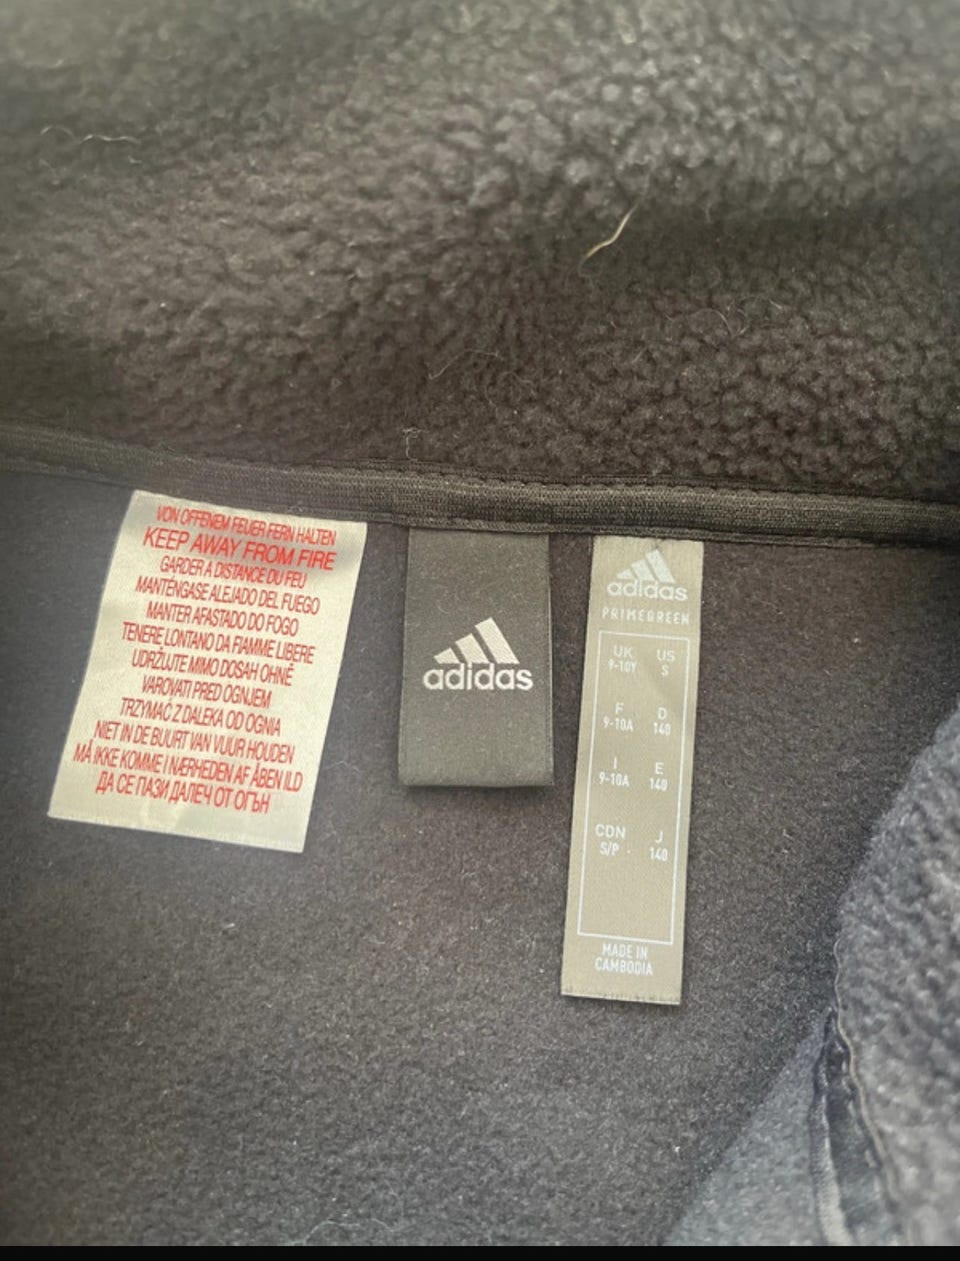 VON OFFENEM FEUER FERN HALTEN
KEEP AWAY FROM FIRE
GARDER A DISTANCE DU FEU
MANTÉNGASE ALEJADO DEL FUEGO
MANTER AFASTADO DO FOGO
TENERE LONTANO DA FIAMME LIBERE
UDRŽUJTE MIMO DOSAH OHNĚ
VAROVATI PRED OGNJEM
TRZYMAĆ Z DALEKA OD OGNIA
NIET IN DE BUURT VAN VUUR HOUDEN
MÅ IKKE KOMME I NÆRHEDEN AF ÅBEN ILD
ДА СЕ ПАЗИ ДАЛЕЧ ОТ ОГЪН
adidas
adidas
PRIMEGREEN
UK US
9-10Y S
F D
9-10A 140
I E
9-10A 140
CDN J
S/P 140
MADE IN
CAMBODIA